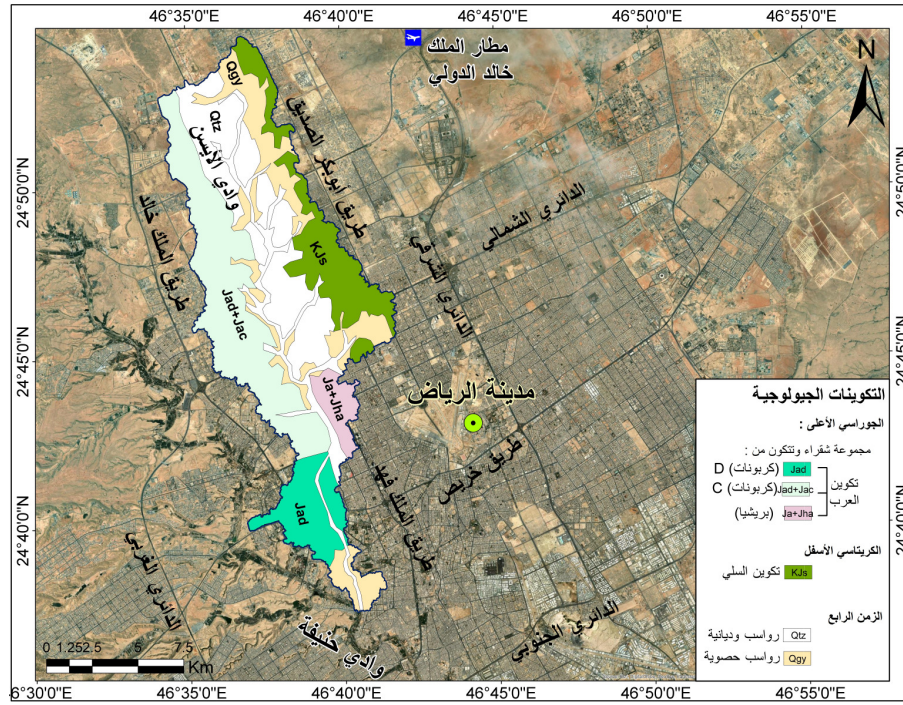 46°35'0"E
46°40'0"E
46°45'0"E
46°50'0"E
46°55'0"E
مطار الملك
خالد الدولي
N
Qgy
Qtz
وادي الأيسن
طريق أبوبكر الصديق
24°50'0"N
24°50'0"N
طريق الملك خالد
الدائري الشمالي
الدائري الشرقي
KJs
Jad+Jac
24°45'0"N
24°45'0"N
Ja+Jha
مدينة الرياض
طريق خريص
طريق الملك فهد
Jad
24°40'0"N
24°40'0"N
الدائري الغربي
الدائري الجنوبي
وادي حنيفة
التكوينات الجيولوجية
الجوراسي الأعلى :
مجموعة شقراء وتتكون من :
تكوين العرب
Jad (كربونات) D
Jad+Jac (كربونات) C
Ja+Jha (بريشيا)
الكريتاسي الأسفل
KJs تكوين السلي
الزمن الرابع
Qtz رواسب وديانية
Qgy رواسب حصوية
0 1.25 2.5 5 7.5
Km
46°30'0"E
46°35'0"E
46°40'0"E
46°45'0"E
46°50'0"E
46°55'0"E